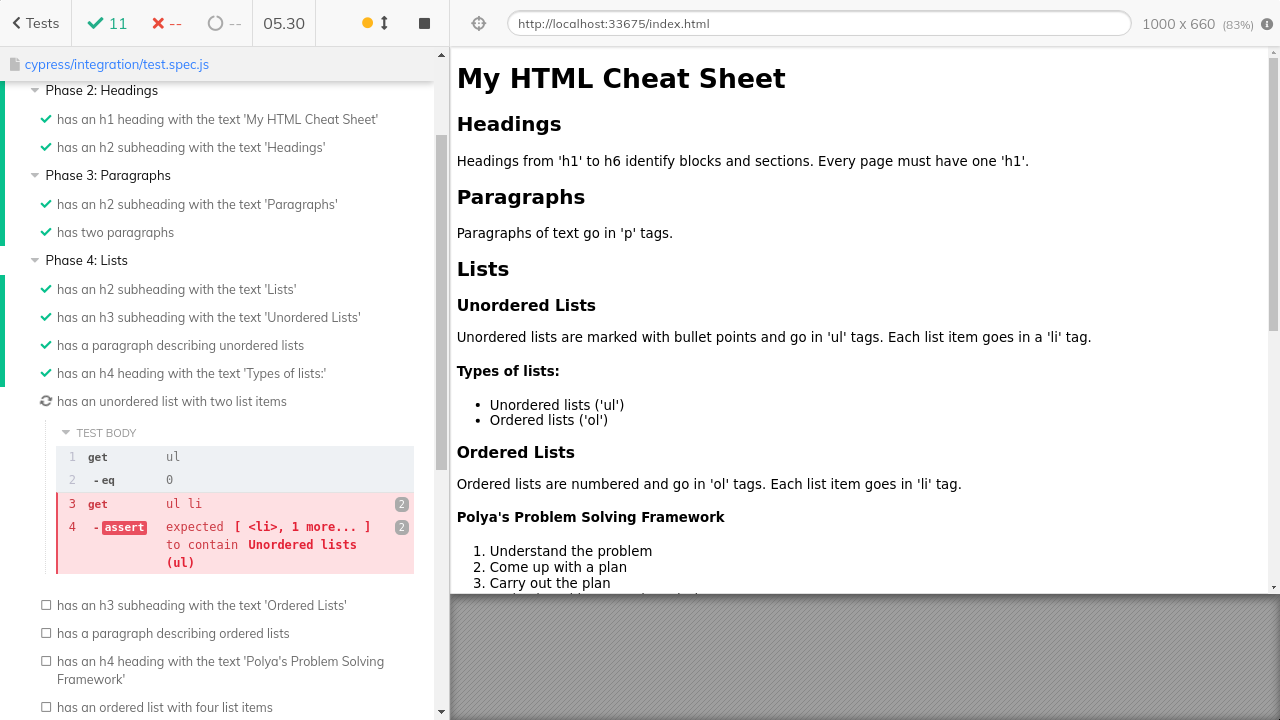 Tests
11
--
--
05.30
http://localhost:33675/index.html
1000 x 660 (83%)
cypress/integration/test.spec.js
Phase 2: Headings
has an h1 heading with the text 'My HTML Cheat Sheet'
has an h2 subheading with the text 'Headings'
Phase 3: Paragraphs
has an h2 subheading with the text 'Paragraphs'
has two paragraphs
Phase 4: Lists
has an h2 subheading with the text 'Lists'
has an h3 subheading with the text 'Unordered Lists'
has a paragraph describing unordered lists
has an h4 heading with the text 'Types of lists:'
has an unordered list with two list items
TEST BODY
1 get ul
2 - eq 0
3 get ul li 2
4 - assert expected [ <li>, 1 more... ] 2
to contain Unordered lists
(ul)
has an h3 subheading with the text 'Ordered Lists'
has a paragraph describing ordered lists
has an h4 heading with the text 'Polya's Problem Solving
Framework'
has an ordered list with four list items
My HTML Cheat Sheet
Headings
Headings from 'h1' to h6 identify blocks and sections. Every page must have one 'h1'.
Paragraphs
Paragraphs of text go in 'p' tags.
Lists
Unordered Lists
Unordered lists are marked with bullet points and go in 'ul' tags. Each list item goes in a 'li' tag.
Types of lists:
• Unordered lists ('ul')
• Ordered lists ('ol')
Ordered Lists
Ordered lists are numbered and go in 'ol' tags. Each list item goes in 'li' tag.
Polya's Problem Solving Framework
1. Understand the problem
2. Come up with a plan
3. Carry out the plan